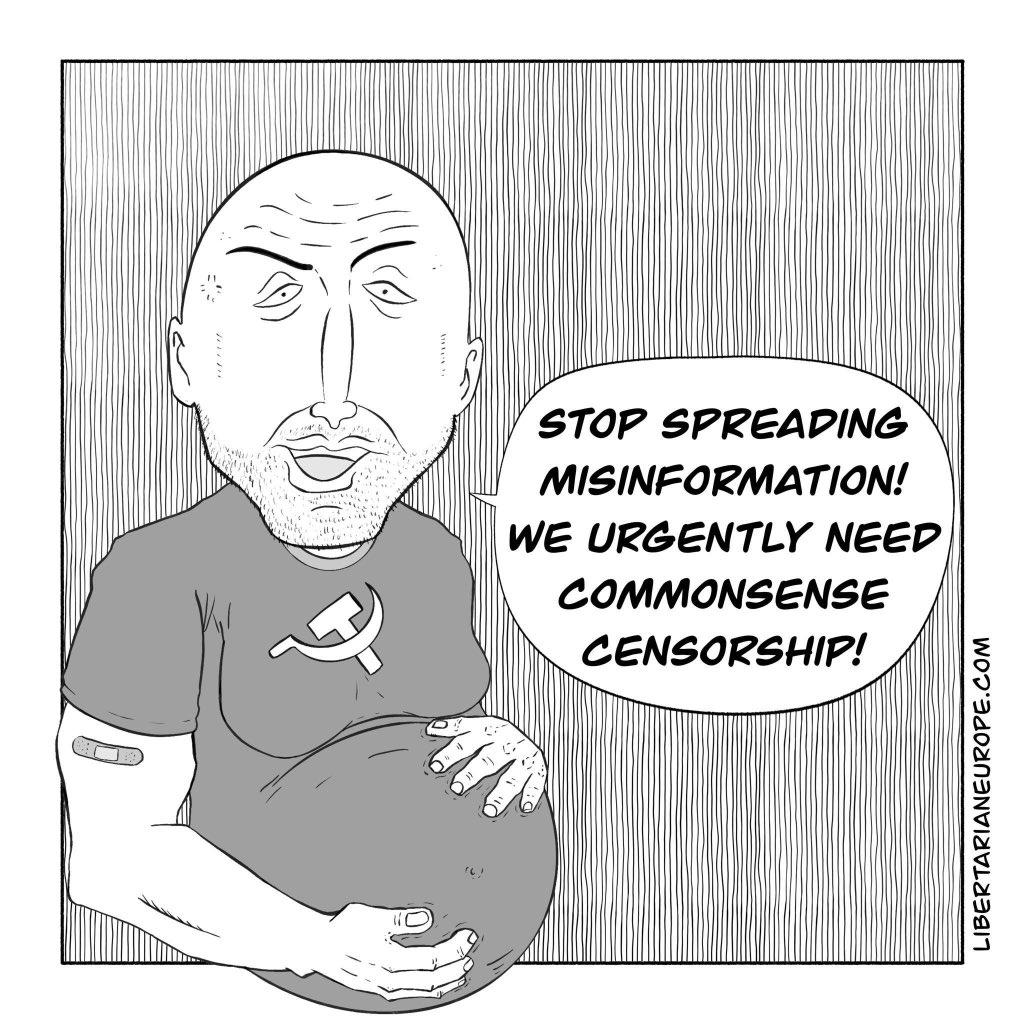 STOP SPREADING
MISINFORMATION!
WE URGENTLY NEED
COMMONSENSE
CENSORSHIP!
LIBERTARIANEUROPE.COM